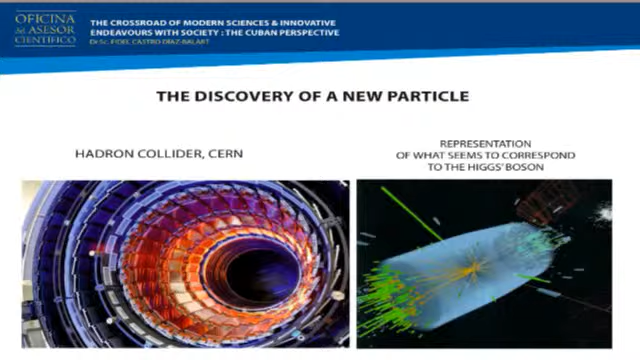 OFICINA
del ASESOR
CIENTÍFICO
THE CROSSROAD OF MODERN SCIENCES & INNOVATIVE
ENDEAVOURS WITH SOCIETY : THE CUBAN PERSPECTIVE
Dr.Sc. FIDEL CASTRO DÍAZ-BALART
THE DISCOVERY OF A NEW PARTICLE
HADRON COLLIDER, CERN
REPRESENTATION
OF WHAT SEEMS TO CORRESPOND
TO THE HIGGS' BOSON